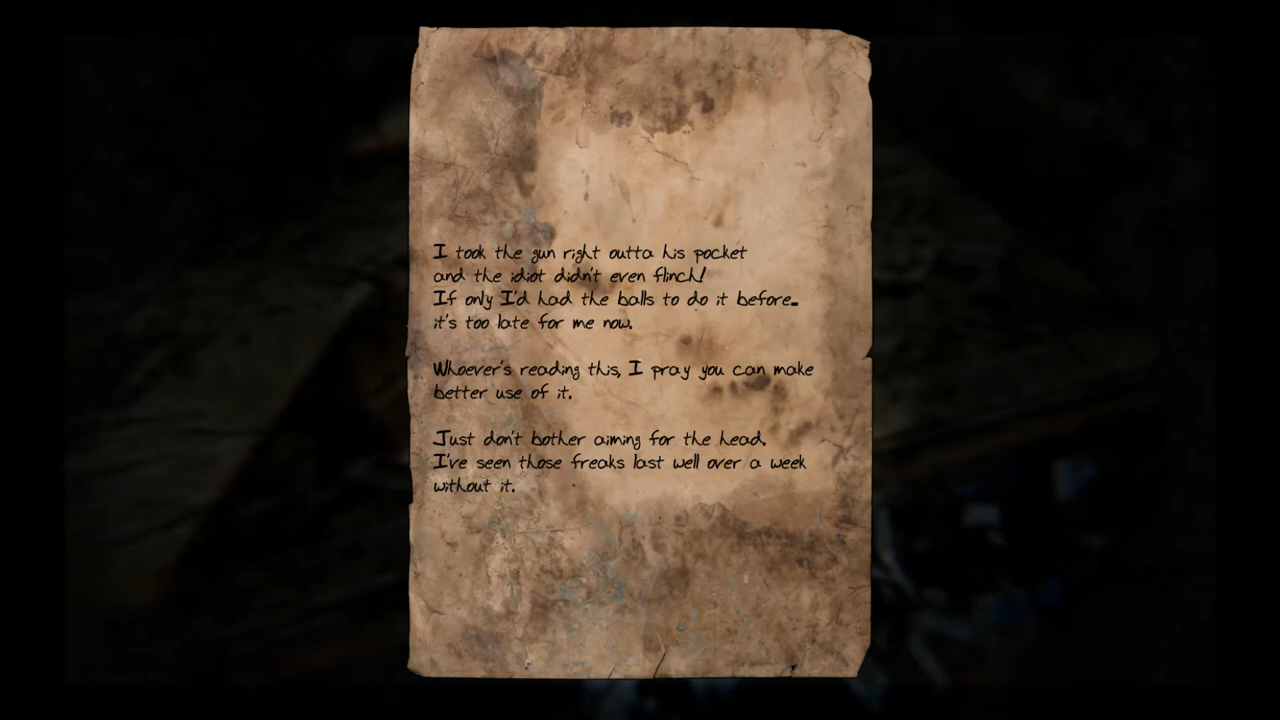 I took the gun right outta his pocket
and the idiot didn't even flinch!
If only I'd had the balls to do it before...
it's too late for me now.
Whoever's reading this, I pray you can make
better use of it.
Just don't bother aiming for the head.
I've seen those freaks last well over a week
without it.